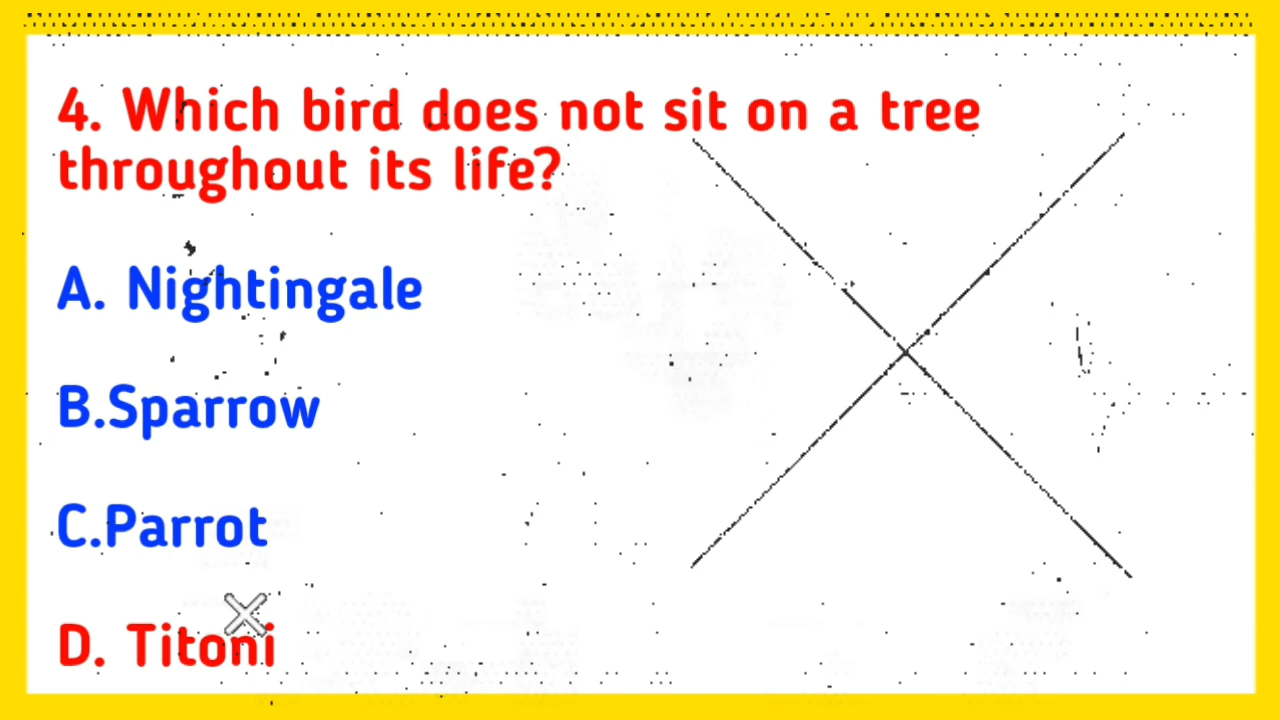 4. Which bird does not sit on a tree
throughout its life?
A. Nightingale
B.Sparrow
C.Parrot
D. Titoni